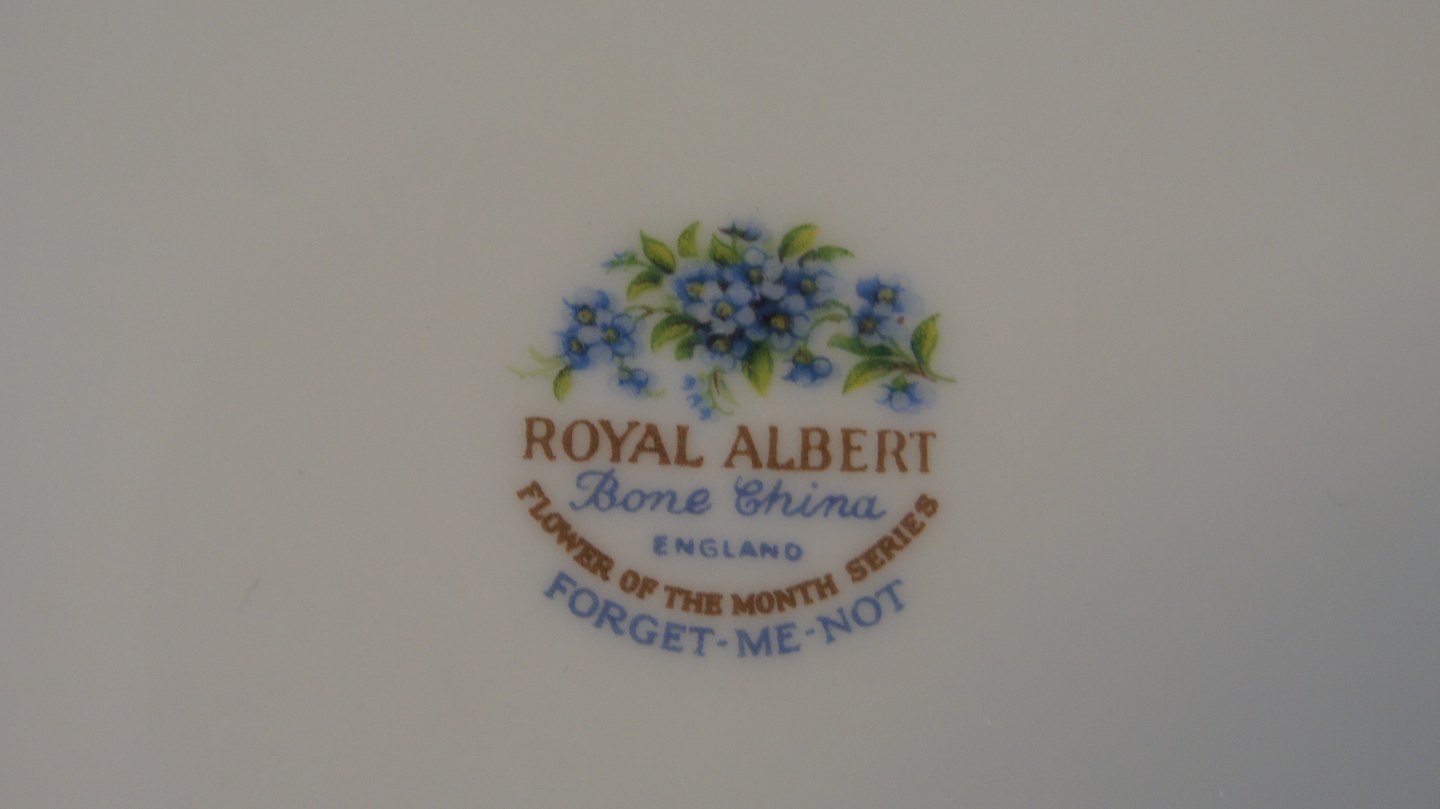 ROYAL ALBERT
Bone China
ENGLAND
FLOWER OF THE MONTH SERIES
FORGET-ME-NOT